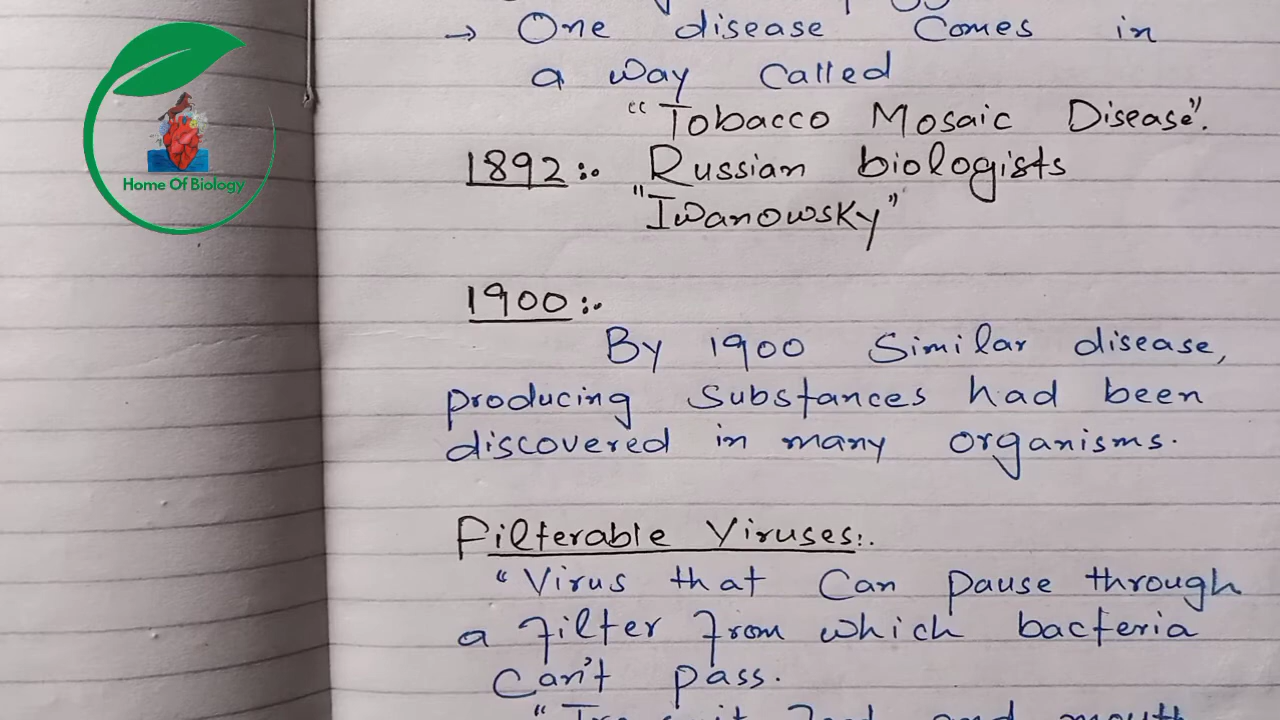 → One disease Comes in
a way Called
"Tobacco Mosaic Disease".
1892:. Russian biologists
"Iwanowsky"
Home Of Biology
1900:.
By 1900 Similar disease,
producing Substances had been
discovered in many organisms.
Filterable Viruses:.
"Virus that Can pause through
a filter from which bacteria
Can't pass.
and